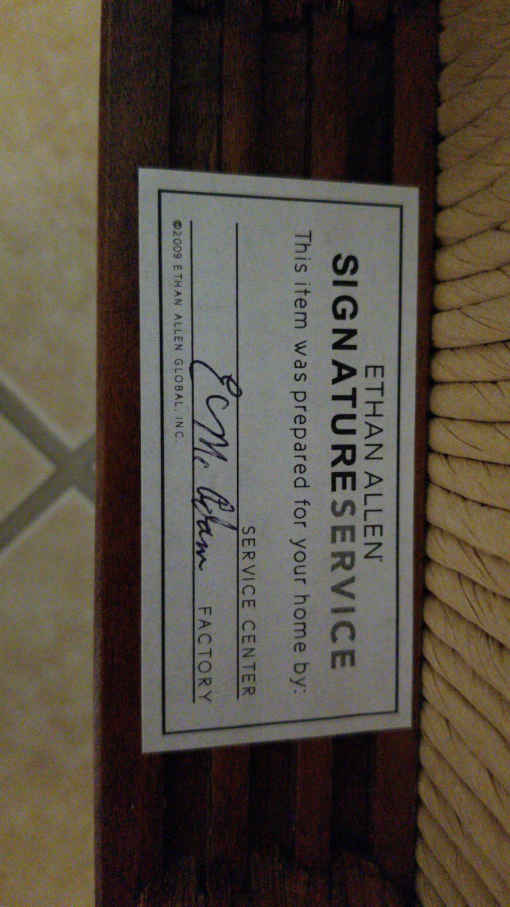 ETHAN ALLEN
SIGNATURESERVICE
This item was prepared for your home by:
SERVICE CENTER
FACTORY
©2009 ETHAN ALLEN GLOBAL, INC.